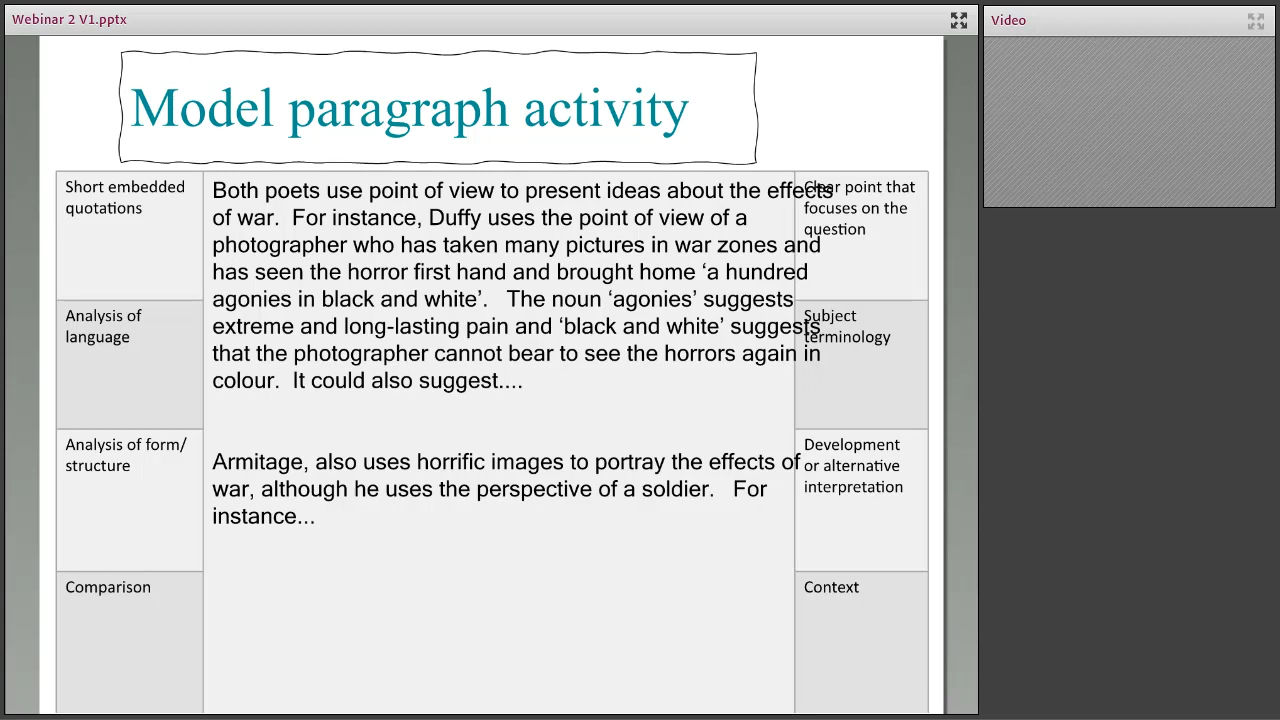 Webinar 2 V1.pptx
Video
Model paragraph activity
Short embedded
quotations
Analysis of
language
Analysis of form/
structure
Comparison
Both poets use point of view to present ideas about the effects
of war.  For instance, Duffy uses the point of view of a
photographer who has taken many pictures in war zones and
has seen the horror first hand and brought home ‘a hundred
agonies in black and white’.   The noun ‘agonies’ suggests
extreme and long-lasting pain and ‘black and white’ suggests
that the photographer cannot bear to see the horrors again in
colour.  It could also suggest....
Armitage, also uses horrific images to portray the effects of
war, although he uses the perspective of a soldier.   For
instance...
Clear point that
focuses on the
question
Subject
terminology
Development
or alternative
interpretation
Context